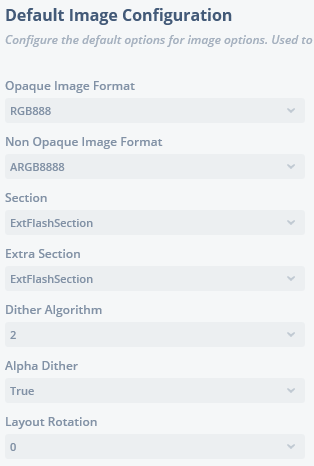 Default Image Configuration
Configure the default options for image options. Used to
Opaque Image Format
RGB888
Non Opaque Image Format
ARGB8888
Section
ExtFlashSection
Extra Section
ExtFlashSection
Dither Algorithm
2
Alpha Dither
True
Layout Rotation
0